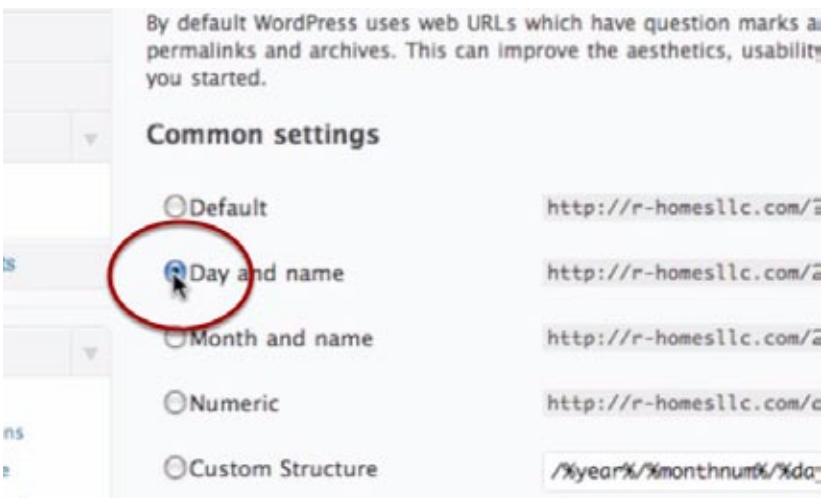 By default WordPress uses web URLs which have question marks
permalinks and archives. This can improve the aesthetics,
you started.
Common settings
Default http://r-homesllc.com/
Day and name http://r-homesllc.com/
Month and name http://r-homesllc.com/
Numeric http://r-homesllc.com/
Custom Structure /%year%/%monthnum%/%day